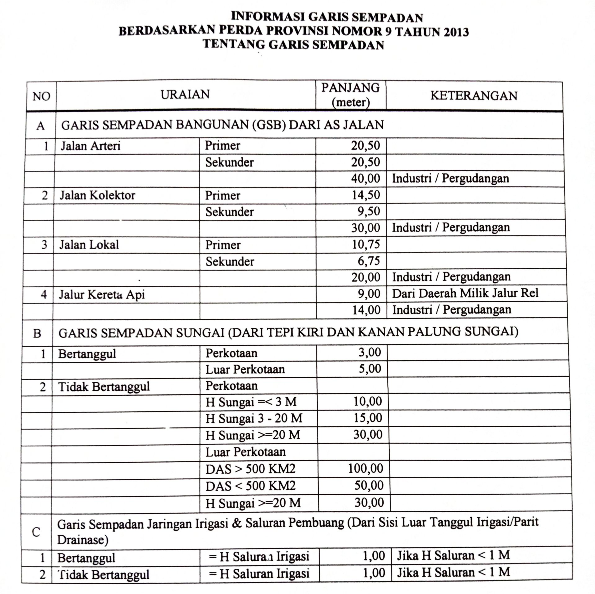 INFORMASI GARIS SEMPADAN
BERDASARKAN PERDA PROVINSI NOMOR 9 TAHUN 2013
TENTANG GARIS SEMPADAN
NO URAIAN PANJANG (meter) KETERANGAN
A GARIS SEMPADAN BANGUNAN (GSB) DARI AS JALAN
1 Jalan Arteri Primer 20,50
Sekunder 20,50
40,00 Industri / Pergudangan
2 Jalan Kolektor Primer 14,50
Sekunder 9,50
30,00 Industri / Pergudangan
3 Jalan Lokal Primer 10,75
Sekunder 6,75
20,00 Industri / Pergudangan
4 Jalur Kereta Api 9,00 Dari Daerah Milik Jalur Rel
14,00 Industri / Pergudangan
B GARIS SEMPADAN SUNGAI (DARI TEPI KIRI DAN KANAN PALUNG SUNGAI)
1 Bertanggul Perkotaan 3,00
Luar Perkotaan 5,00
2 Tidak Bertanggul Perkotaan
H Sungai =< 3 M 10,00
H Sungai 3 - 20 M 15,00
H Sungai >=20 M 30,00
Luar Perkotaan
DAS > 500 KM2 100,00
DAS < 500 KM2 50,00
H Sungai >=20 M 30,00
C Garis Sempadan Jaringan Irigasi & Saluran Pembuang (Dari Sisi Luar Tanggul Irigasi/Parit
Drainase)
1 Bertanggul = H Saluran Irigasi 1,00 Jika H Saluran < 1 M
2 Tidak Bertanggul = H Saluran Irigasi 1,00 Jika H Saluran < 1 M